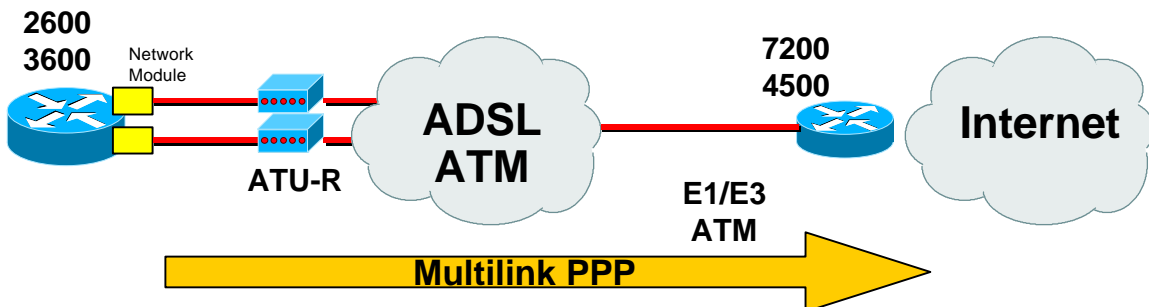 2600
3600
Network
Module
ATU-R
ADSL
ATM
E1/E3
ATM
7200
4500
Internet
Multilink PPP